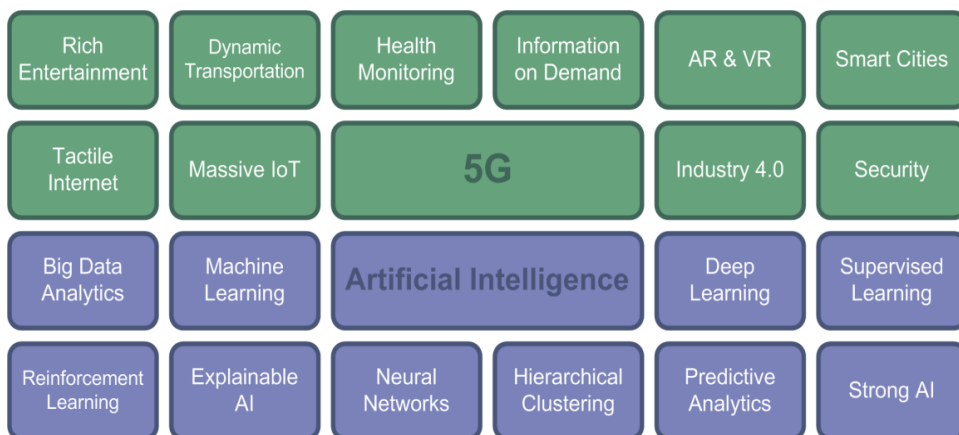 Rich
Entertainment
Dynamic
Transportation
Health
Monitoring
Information
on Demand
AR & VR
Smart Cities
Tactile
Internet
Massive IoT
5G
Industry 4.0
Security
Big Data
Analytics
Machine
Learning
Artificial Intelligence
Deep
Learning
Supervised
Learning
Reinforcement
Learning
Explainable
AI
Neural
Networks
Hierarchical
Clustering
Predictive
Analytics
Strong AI